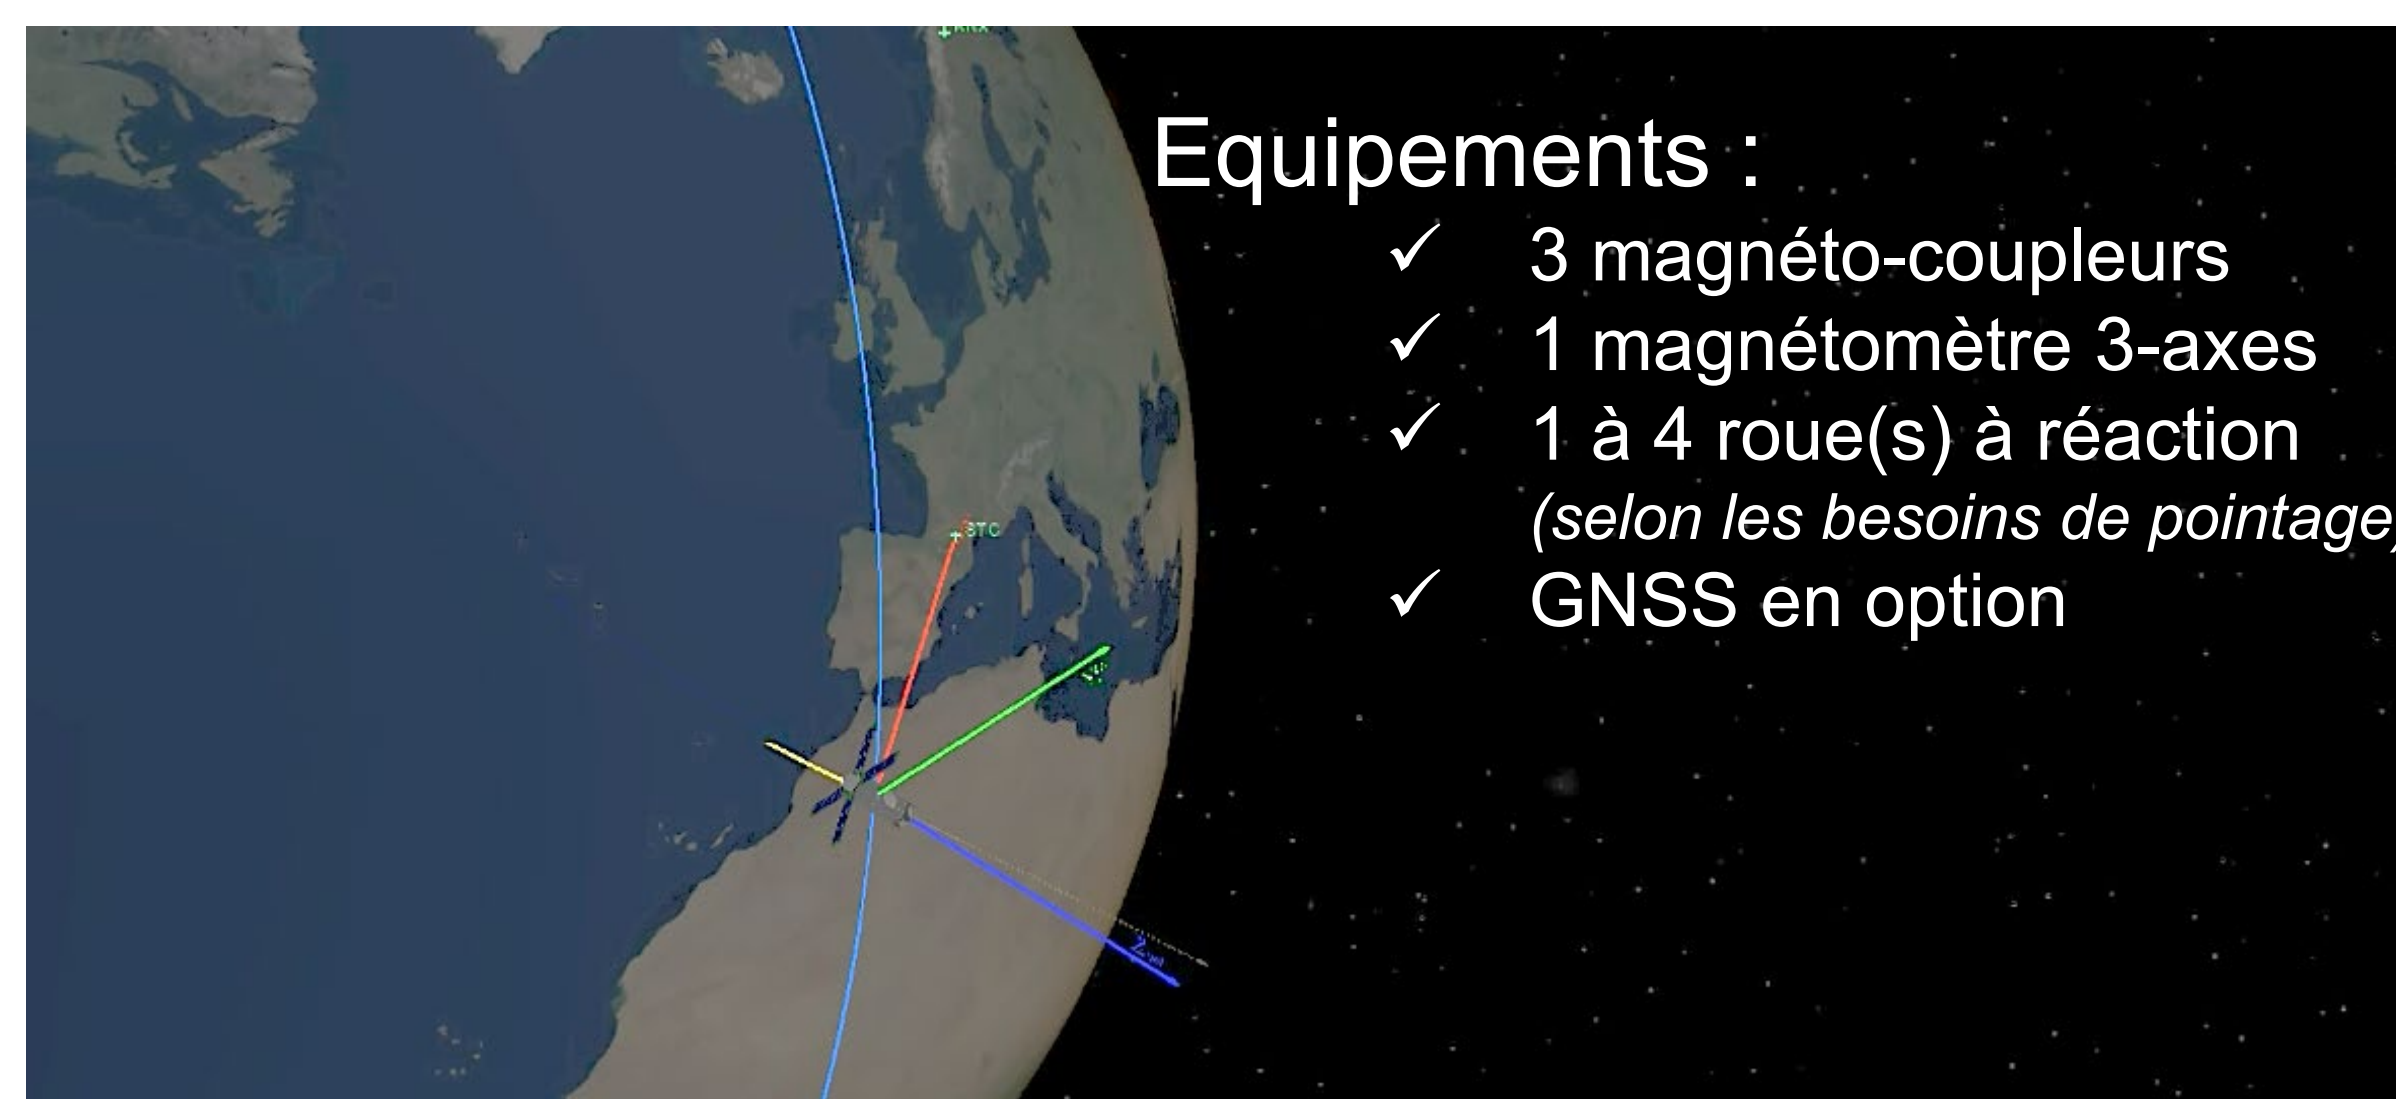 Equipements :
✓ 3 magnéto-coupleurs
✓ 1 magnétomètre 3-axes
✓ 1 à 4 roue(s) à réaction
(selon les besoins de pointage)
✓ GNSS en option